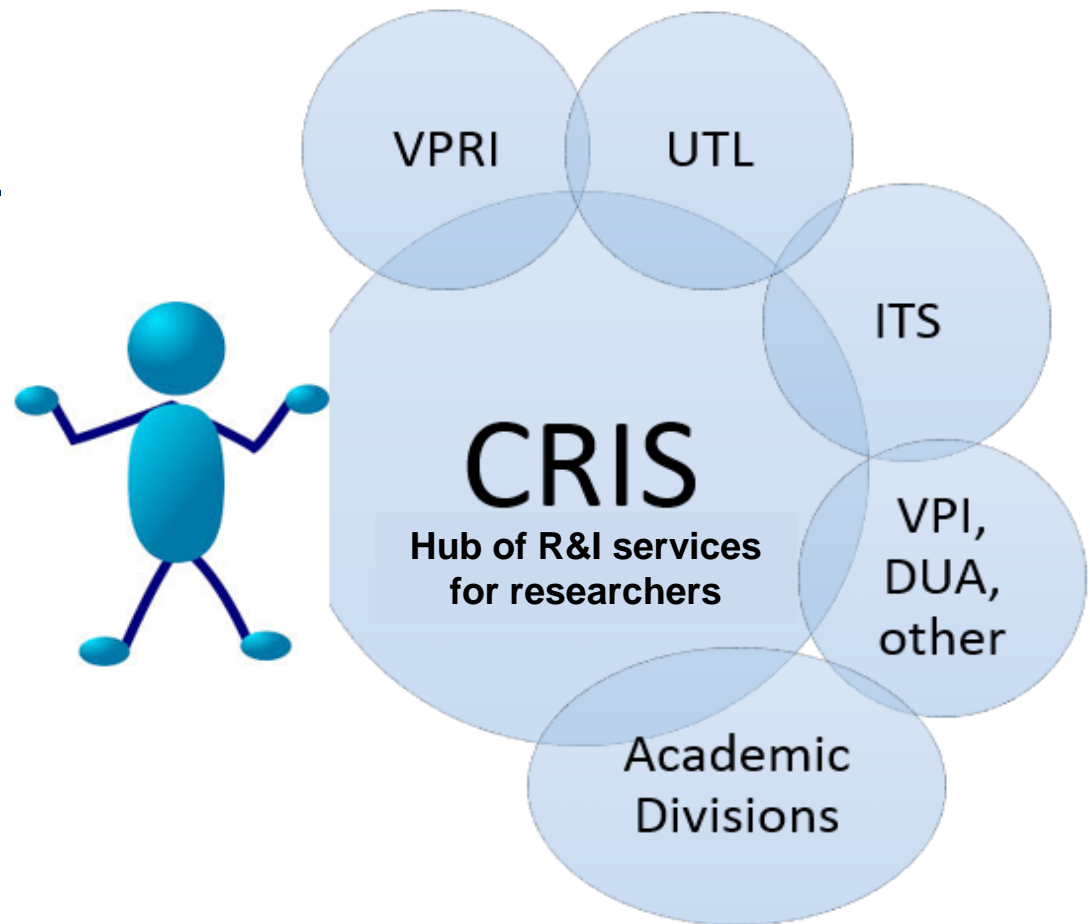 VPRI
UTL
ITS
CRIS
Hub of R&I services
for researchers
VPI,
DUA,
other
Academic
Divisions